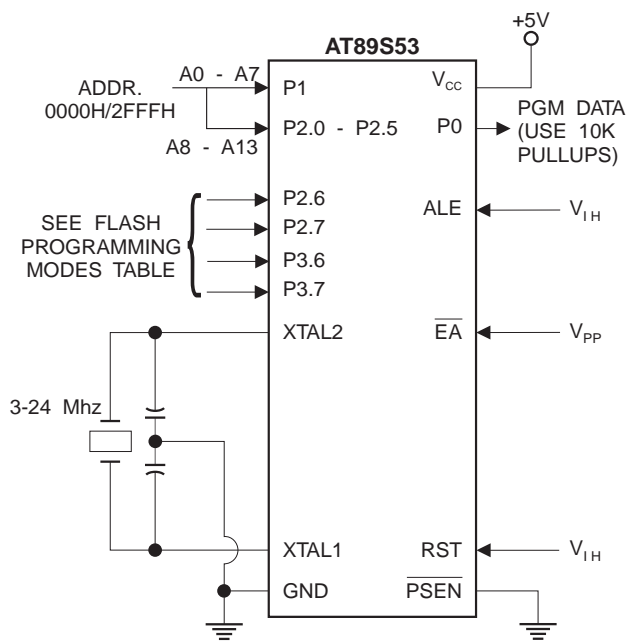 +5V
AT89S53
A0 - A7
ADDR.
0000H/2FFFH
P1
VCC
P2.0 - P2.5
P0
PGM DATA
(USE 10K
PULLUPS)
A8 - A13
P2.6
ALE
VIH
SEE FLASH
PROGRAMMING
MODES TABLE
P2.7
P3.6
P3.7
XTAL2
EA
VPP
3-24 Mhz
XTAL1
RST
VIH
GND
PSEN